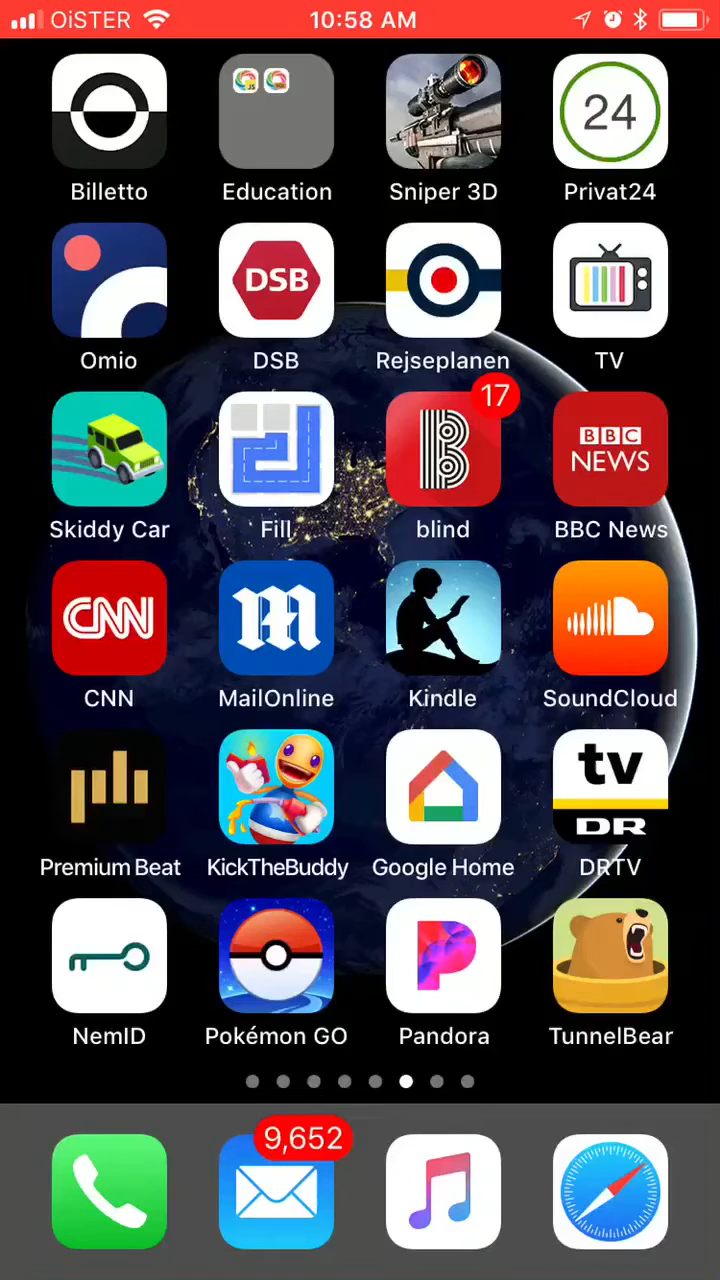 OiSTER 10:58 AM
Billetto Education Sniper 3D 24 Privat24
DSB
Omio DSB Rejseplanen TV
17
B
BBC
NEWS
Skiddy Car Fill blind BBC News
CNN m
CNN MailOnline Kindle SoundCloud
tv
DR
Premium Beat KickTheBuddy Google Home DRTV
P
NemID Pokémon GO Pandora TunnelBear
9,652